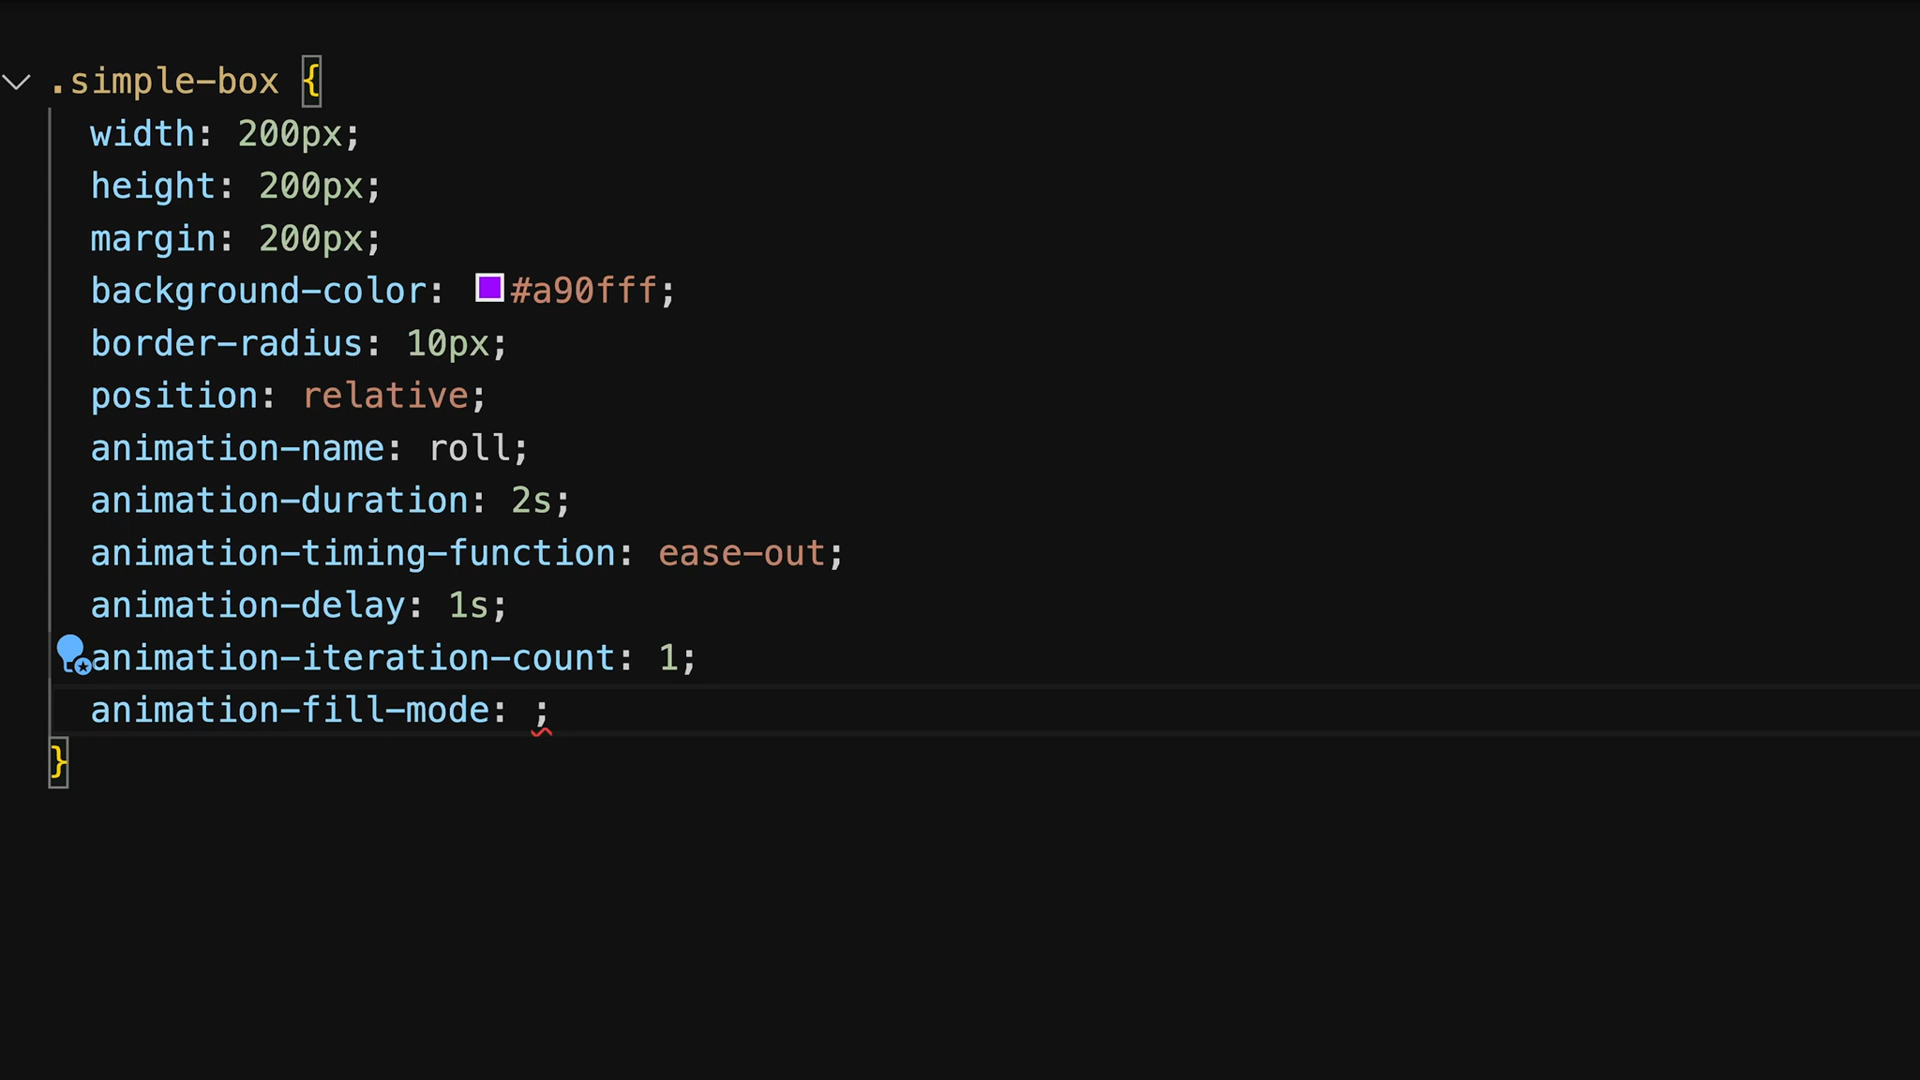 .simple-box {
width: 200px;
height: 200px;
margin: 200px;
background-color: #a90fff;
border-radius: 10px;
position: relative;
animation-name: roll;
animation-duration: 2s;
animation-timing-function: ease-out;
animation-delay: 1s;
animation-iteration-count: 1;
animation-fill-mode: ;
}